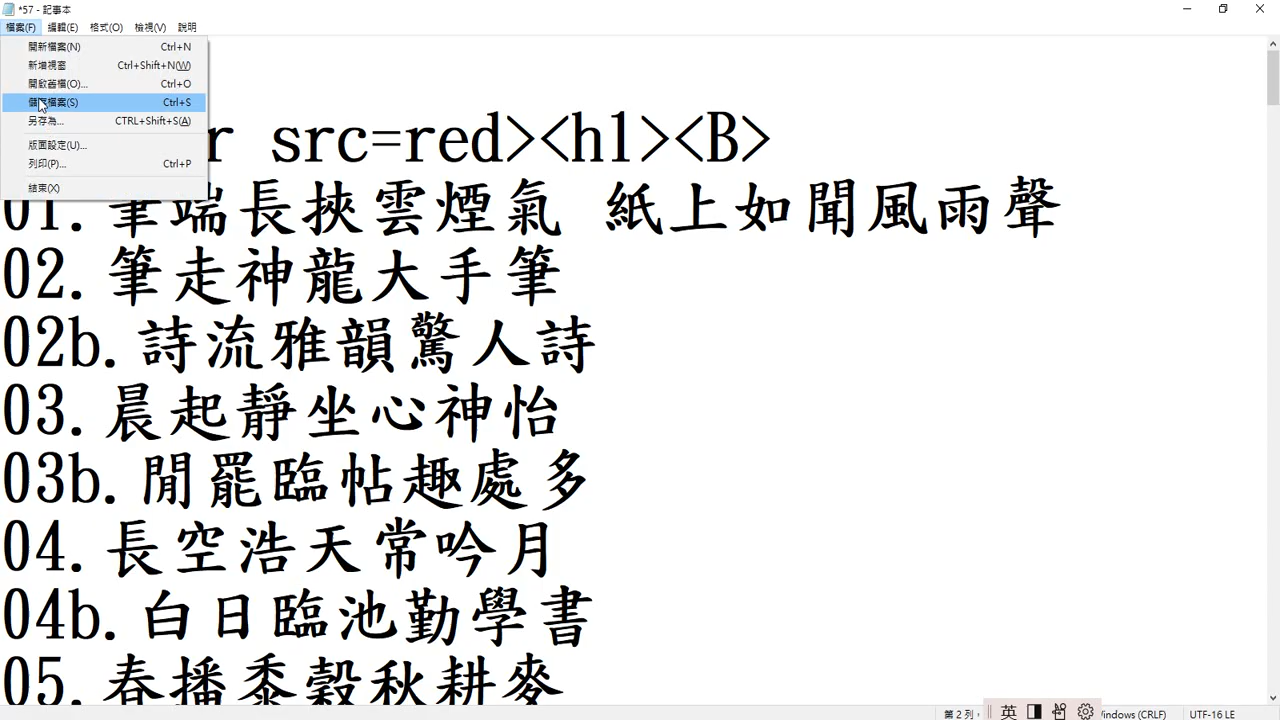 *57 - 記事本
檔案(F) 編輯(E) 格式(O) 檢視(V) 說明
開新檔案(N) Ctrl+N
新增視窗 Ctrl+Shift+N(W)
開啟舊檔(O)... Ctrl+O
儲存檔案(S) Ctrl+S
另存為... CTRL+Shift+S(A)
版面設定(U)...
列印(P)... Ctrl+P
結束(X)
r src=red><h1><B>
01.筆端長挾雲煙氣 紙上如聞風雨聲
02.筆走神龍大手筆
02b.詩流雅韻驚人詩
03.晨起靜坐心神怡
03b.閒罷臨帖趣處多
04.長空浩天常吟月
04b.白日臨池勤學書
05.春播黍穀秋耕麥
第 2 列, 英 indows (CRLF) UTF-16 LE